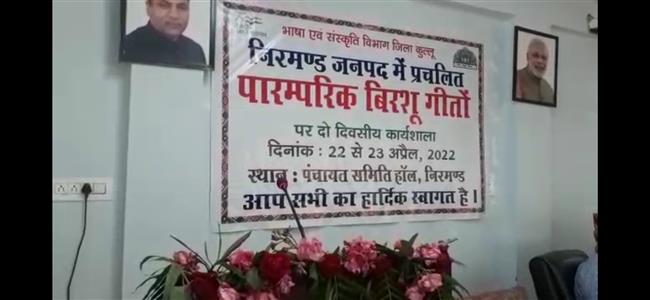 भाषा एवं संस्कृति विभाग जिला कुल्लू
निरमण्ड जनपद में प्रचलित
पारम्परिक बिरशू गीतों
पर दो दिवसीय कार्यशाला
दिनांक : 22 से 23 अप्रैल, 2022
स्थान : पंचायत समिति हॉल, निरमण्ड
आप सभी का हार्दिक स्वागत है।